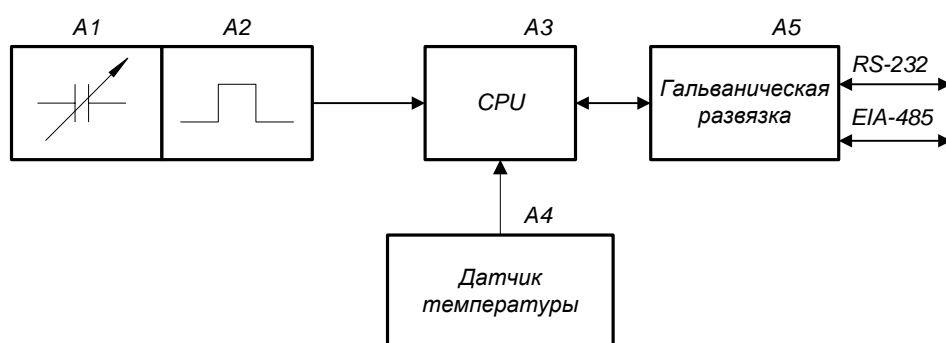 A1
A2
A3
A5
CPU
Гальваническая
развязка
RS-232
EIA-485
A4
Датчик
температуры